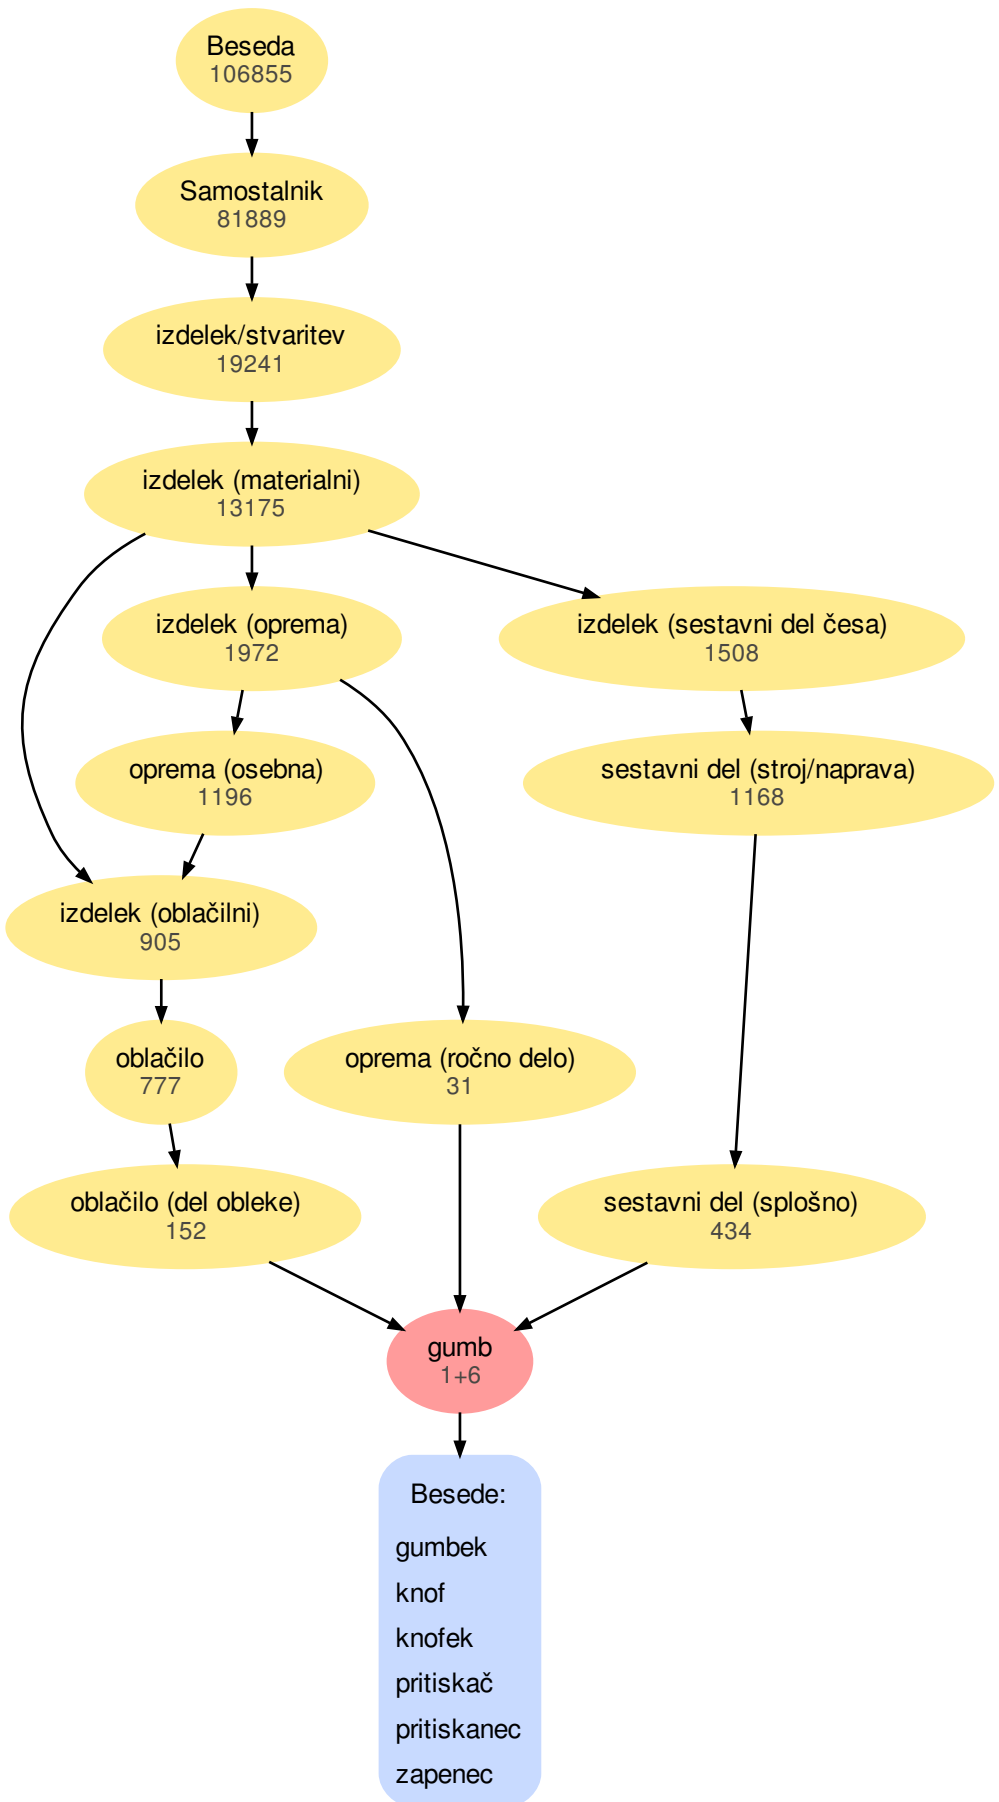 Beseda
106855
Samostalnik
81889
izdelek/stvaritev
19241
izdelek (materialni)
13175
izdelek (oprema)
1972
izdelek (sestavni del česa)
1508
oprema (osebna)
1196
sestavni del (stroj/naprava)
1168
izdelek (oblačilni)
905
oblačilo
777
oprema (ročno delo)
31
oblačilo (del obleke)
152
sestavni del (splošno)
434
gumb
1+6
Besede:
gumbek
knof
knofek
pritiskač
pritiskanec
zapenec